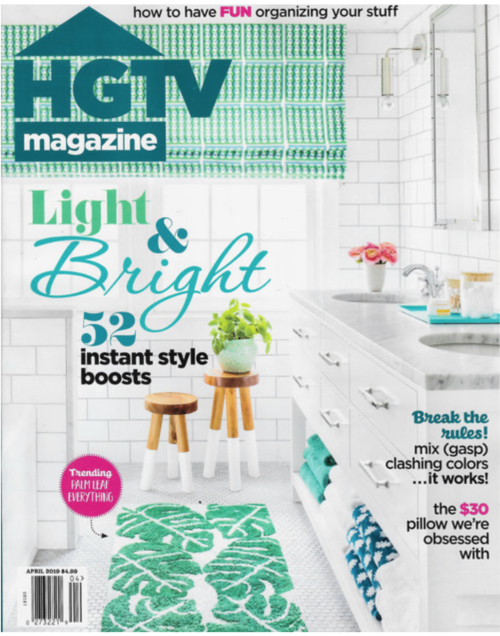 how to have FUN organizing your stuff
HGTV
magazine
Light
&
Bright
52
instant style
boosts
Break the
rules!
mix (gasp)
clashing colors
...it works!
the $30
pillow we're
obsessed
with
Trending
PALM LEAF
EVERYTHING
APRIL 2019 $4.99
04>